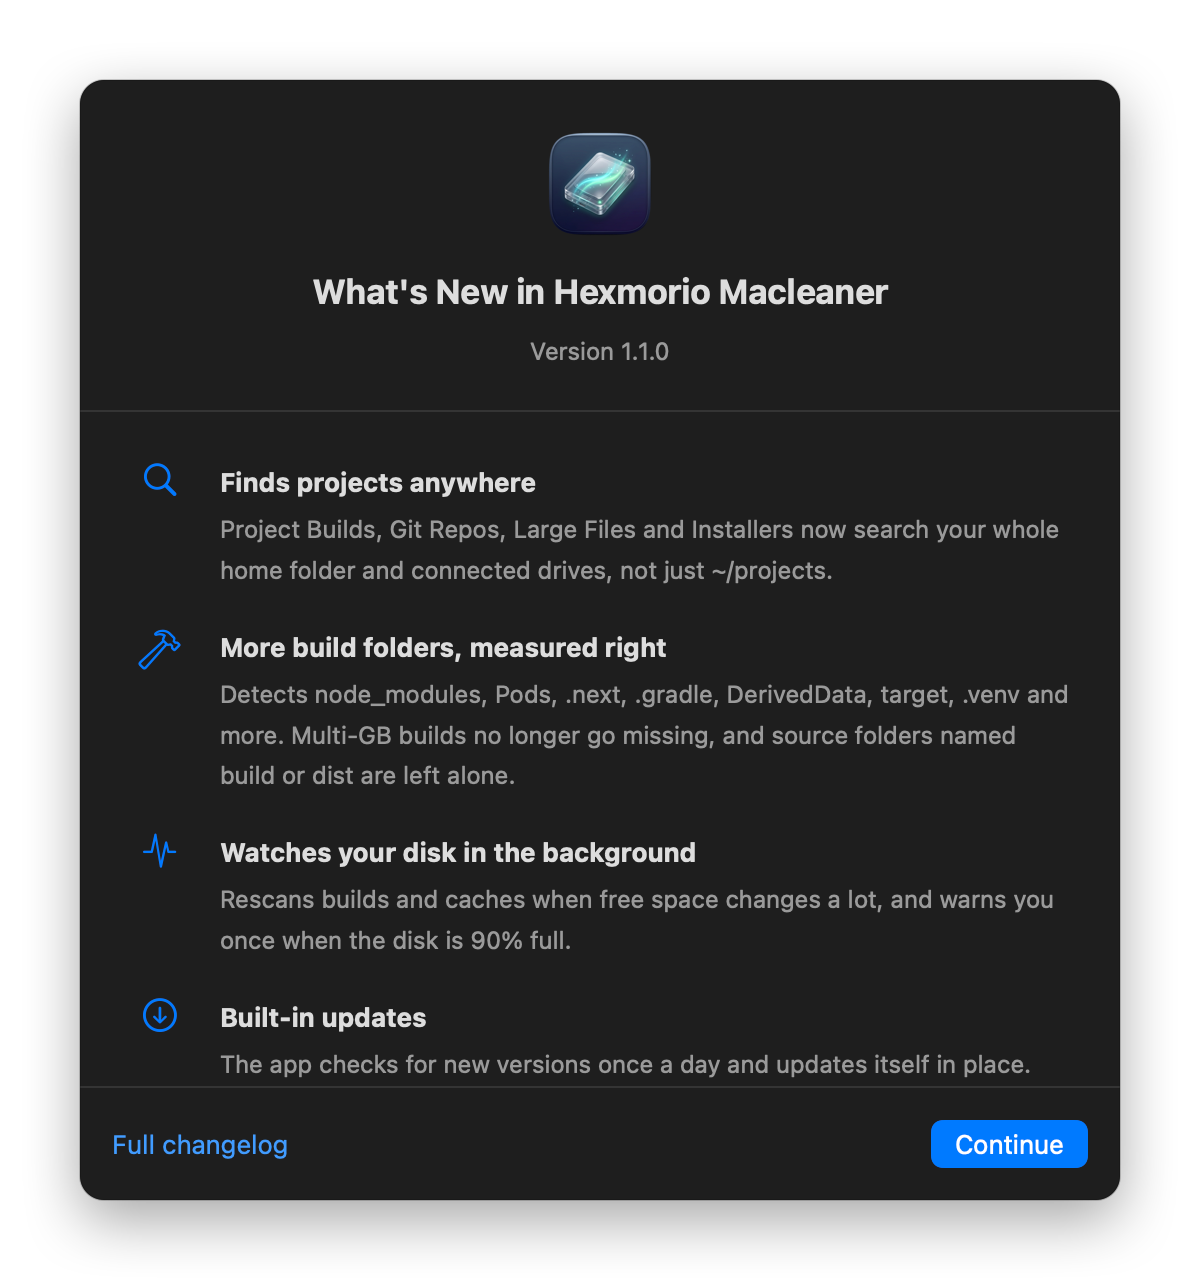 What's New in Hexmorio Macleaner
Version 1.1.0
Finds projects anywhere
Project Builds, Git Repos, Large Files and Installers now search your whole
home folder and connected drives, not just ~/projects.
More build folders, measured right
Detects node_modules, Pods, .next, .gradle, DerivedData, target, .venv and
more. Multi-GB builds no longer go missing, and source folders named
build or dist are left alone.
Watches your disk in the background
Rescans builds and caches when free space changes a lot, and warns you
once when the disk is 90% full.
Built-in updates
The app checks for new versions once a day and updates itself in place.
Full changelog
Continue